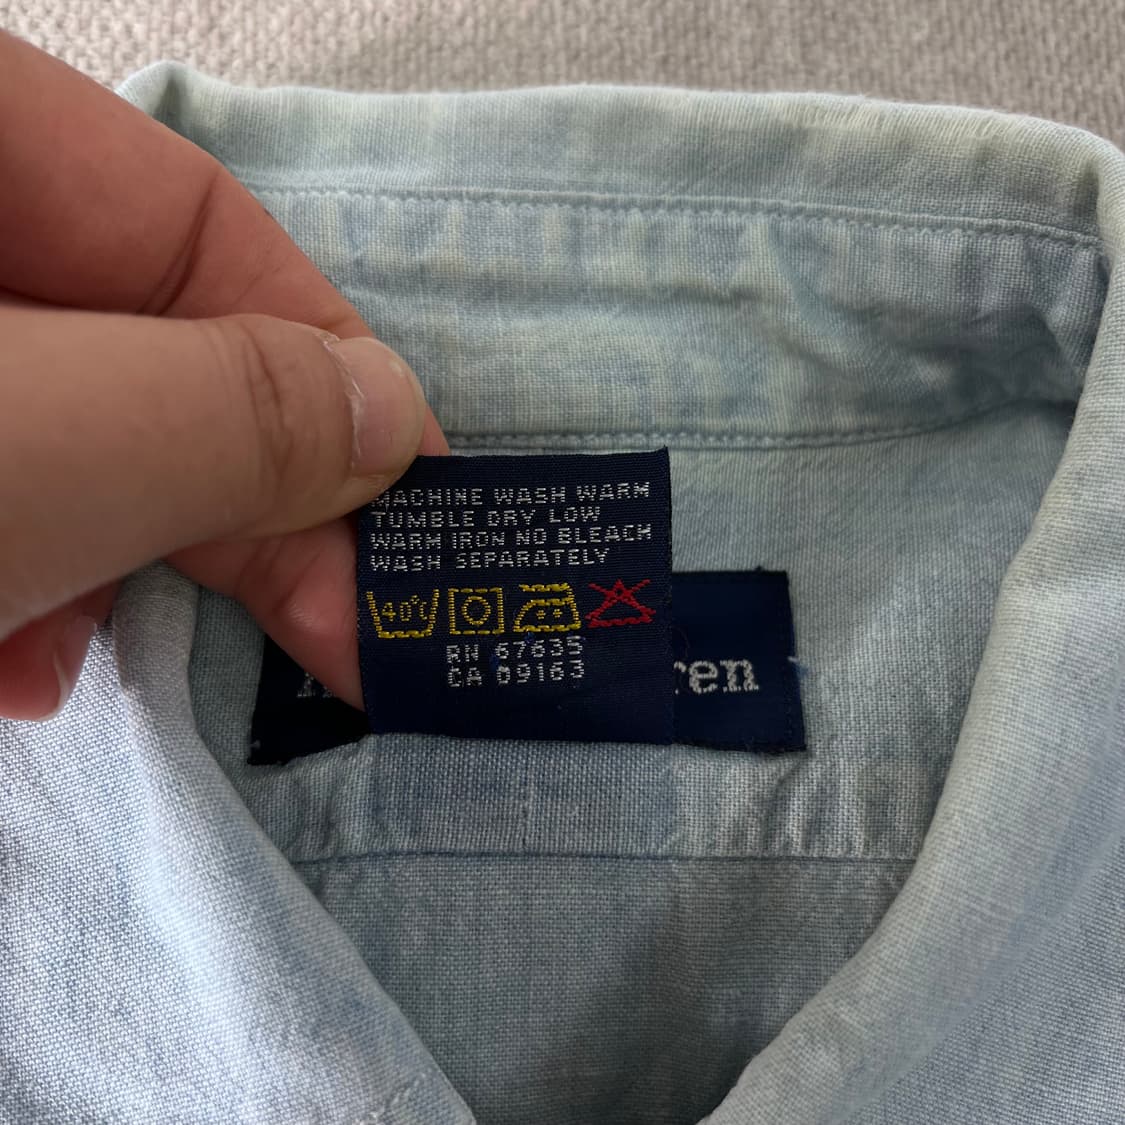 MACHINE WASH WARM
TUMBLE DRY LOW
WARM IRON NO BLEACH
WASH SEPARATELY
40°C
RN 67635
CA 09163
ren